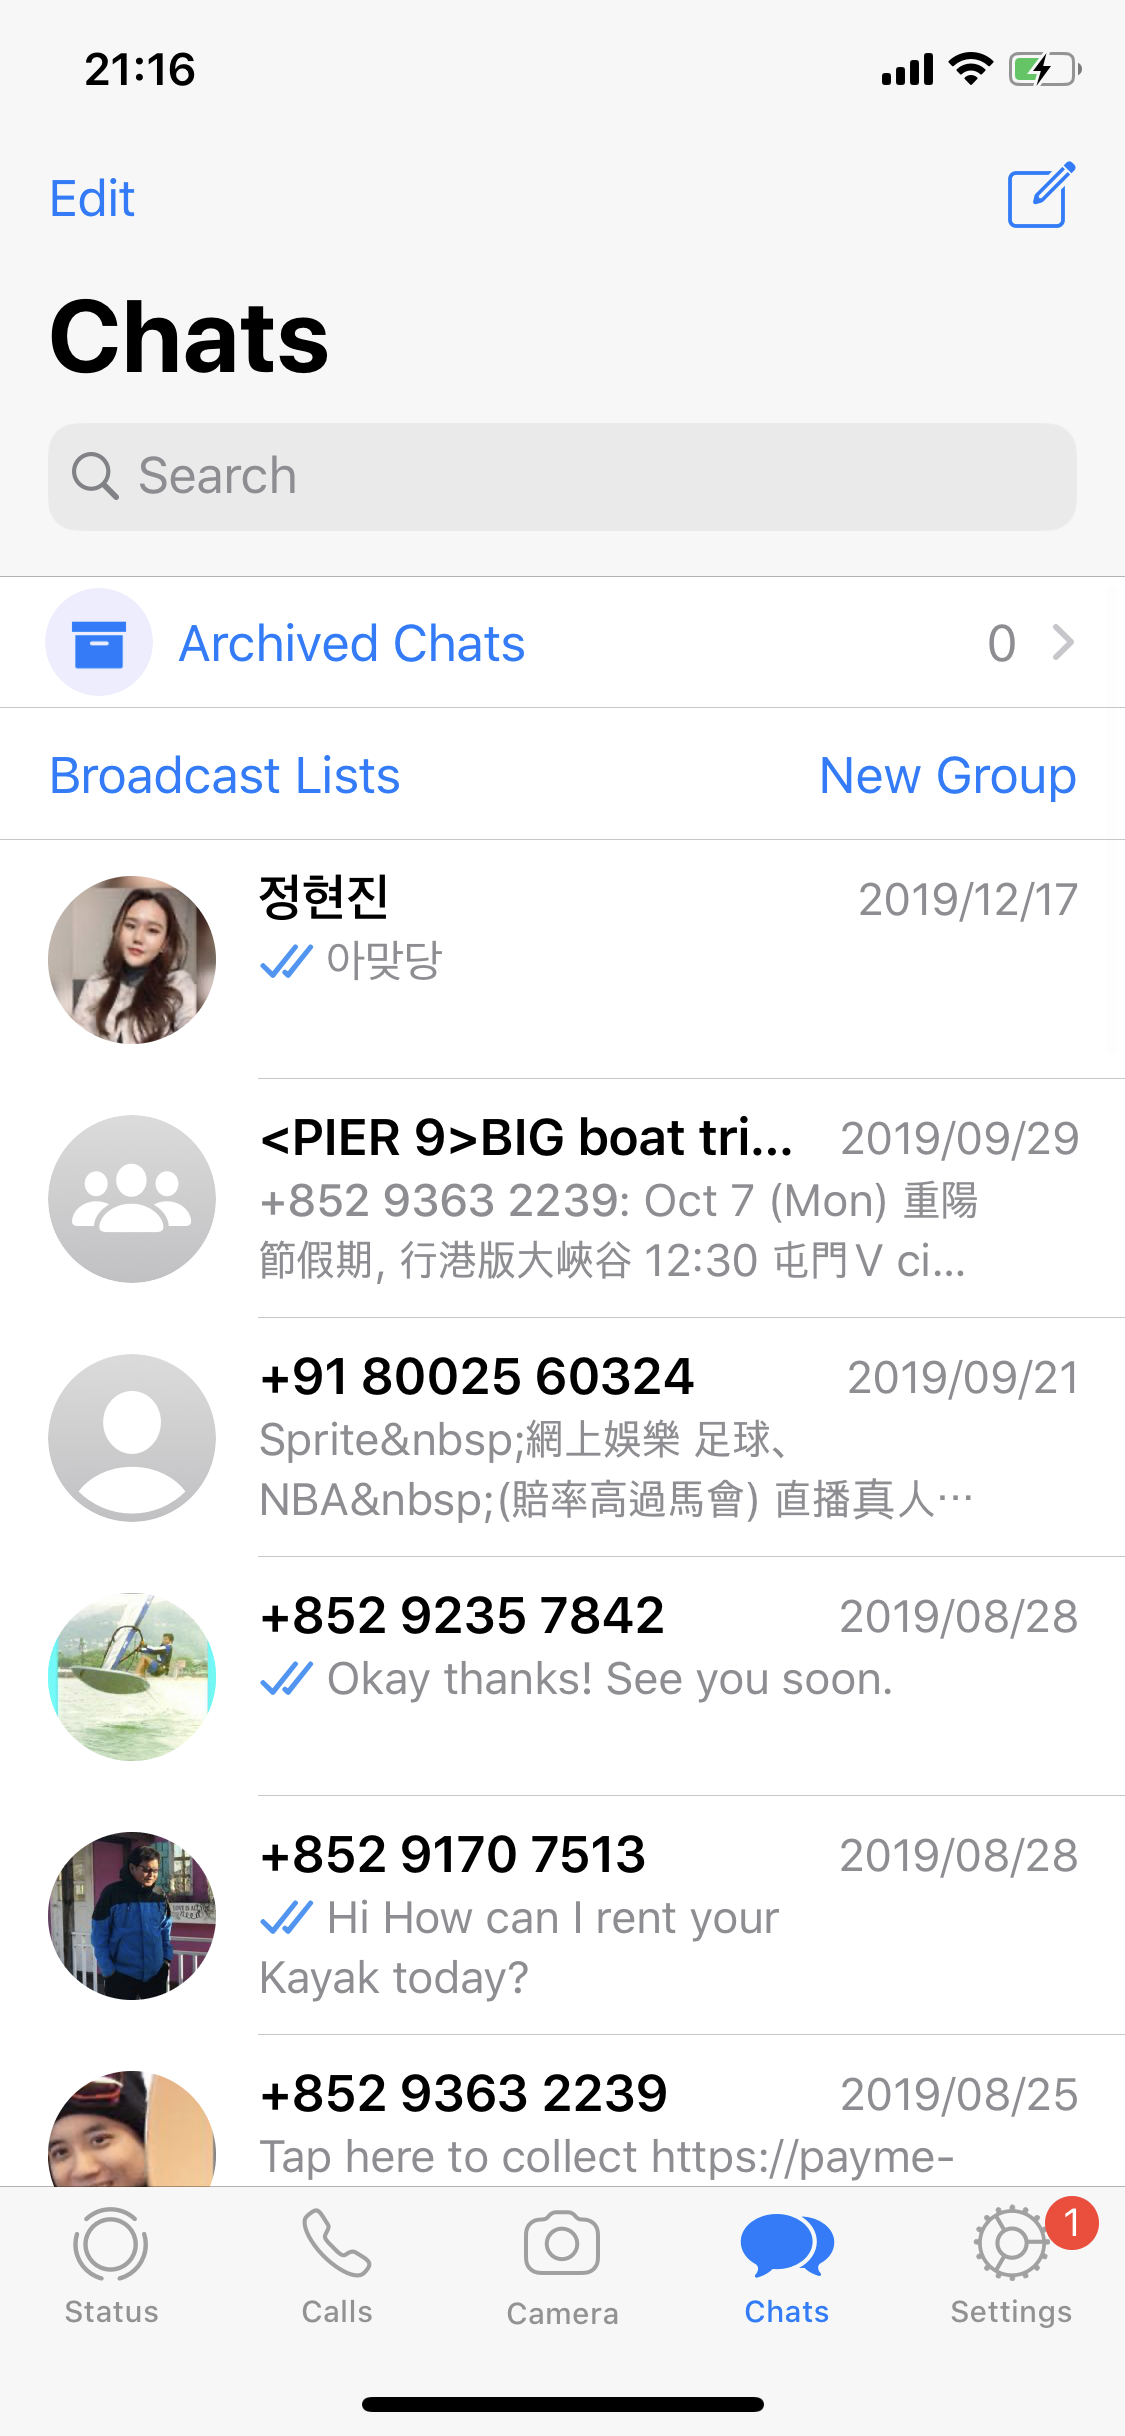 21:16
Edit
Chats
Search
Archived Chats 0
Broadcast Lists New Group
정현진 2019/12/17
아맞당
<PIER 9>BIG boat tri... 2019/09/29
+852 9363 2239: Oct 7 (Mon) 重陽
節假期, 行港版大峽谷 12:30 屯門V ci...
+91 80025 60324 2019/09/21
Sprite&nbsp;網上娛樂 足球、
NBA&nbsp;(賠率高過馬會) 直播真人…
+852 9235 7842 2019/08/28
Okay thanks! See you soon.
+852 9170 7513 2019/08/28
Hi How can I rent your
Kayak today?
+852 9363 2239 2019/08/25
Tap here to collect https://payme-
1
Status Calls Camera Chats Settings